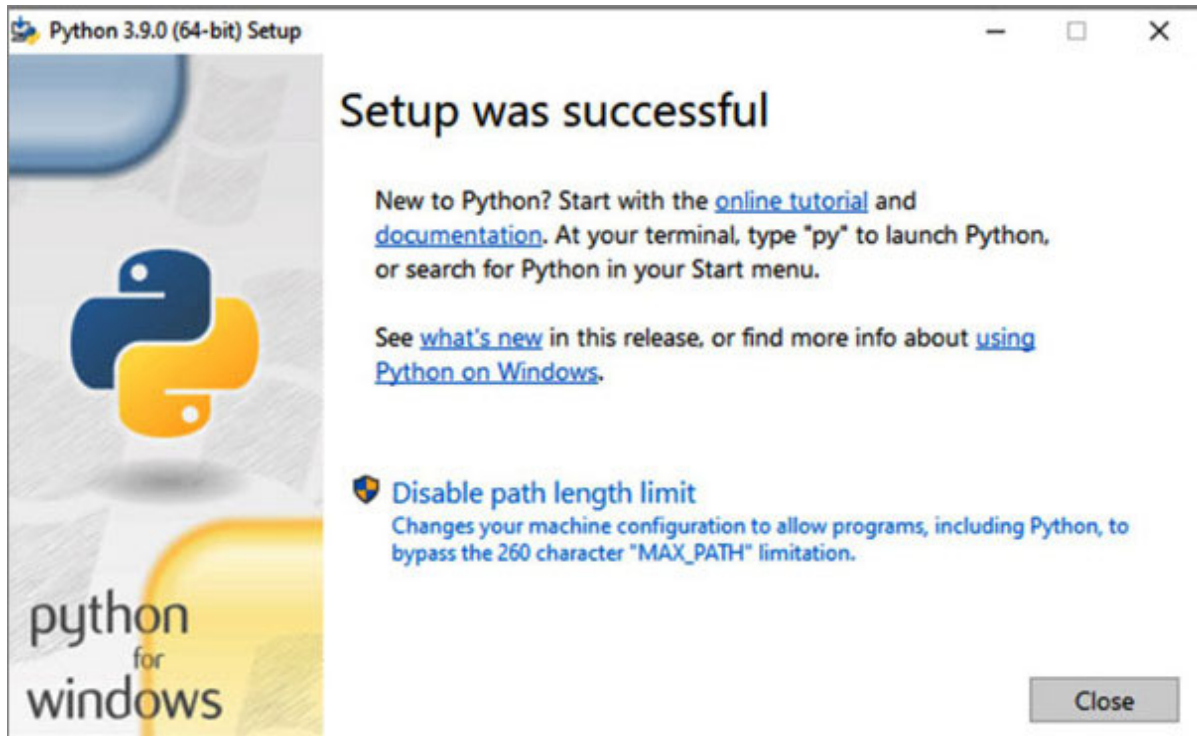 Python 3.9.0 (64-bit) Setup
Setup was successful
New to Python? Start with the online tutorial and
documentation. At your terminal, type "py" to launch Python,
or search for Python in your Start menu.
See what's new in this release, or find more info about using
Python on Windows.
Disable path length limit
Changes your machine configuration to allow programs, including Python, to
bypass the 260 character "MAX_PATH" limitation.
python
for
windows
Close